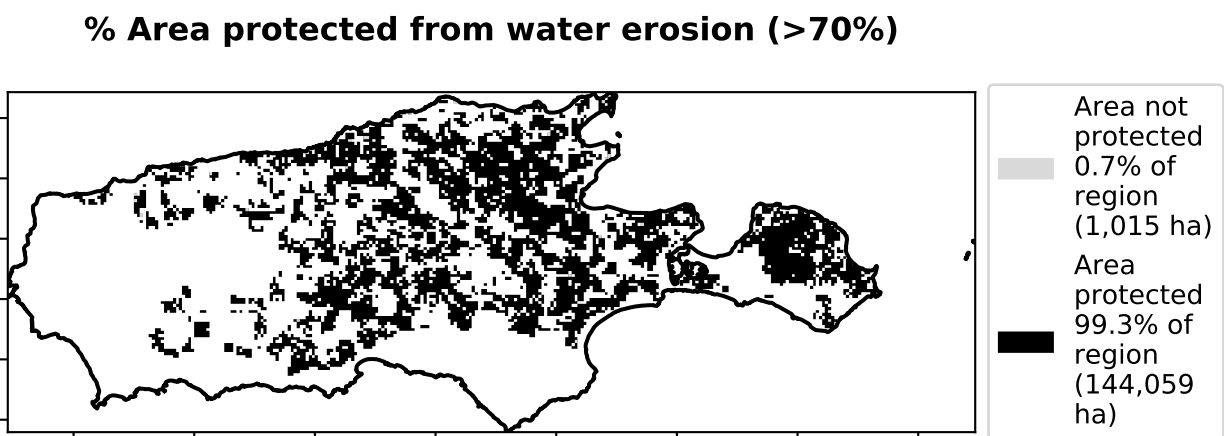 % Area protected from water erosion (>70%)
Area not
protected
0.7% of
region
(1,015 ha)
Area
protected
99.3% of
region
(144,059
ha)